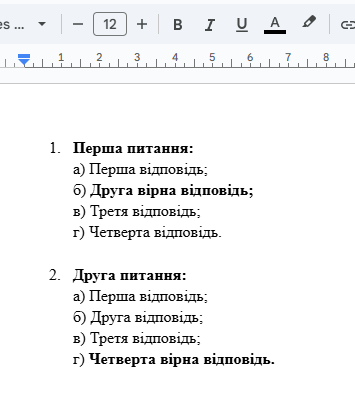 es ...
12
B I U A
1 2 3 4 5 6 7 8
1. Перша питання:
а) Перша відповідь;
б) Друга вірна відповідь;
в) Третя відповідь;
г) Четверта відповідь.
2. Друга питання:
а) Перша відповідь;
б) Друга відповідь;
в) Третя відповідь;
г) Четверта вірна відповідь.